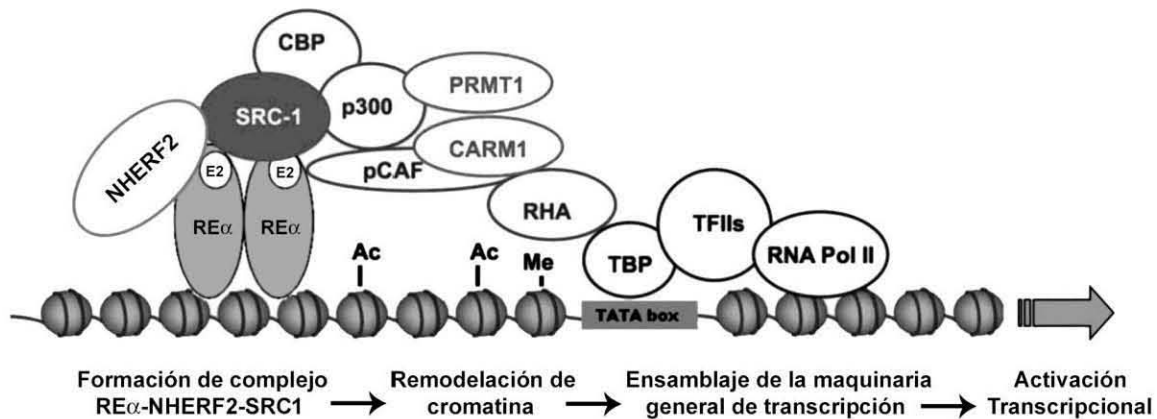 CBP
PRMT1
SRC-1
p300
NHERF2
CARM1
E2
E2
pCAF
REα
REα
RHA
TFIIs
Ac
Ac
Me
TBP
RNA Pol II
TATA box
Formación de complejo
REα-NHERF2-SRC1
Remodelación de
cromatina
Ensamblaje de la maquinaria
general de transcripción
Activación
Transcripcional